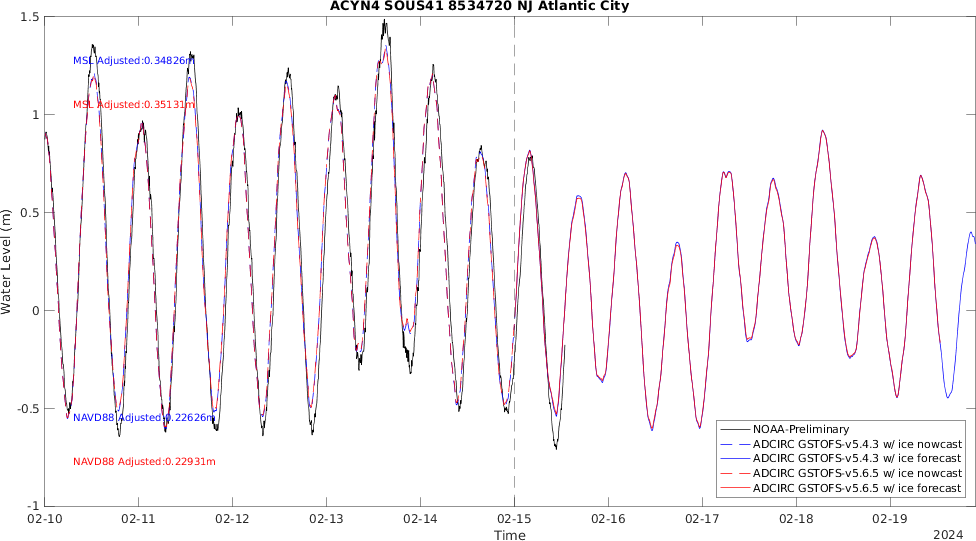 ACYN4 SOUS41 8534720 NJ Atlantic City
1.5
1
0.5
0
-0.5
-1
Water Level (m)
MSL Adjusted:0.34826m
MSL Adjusted:0.35131m
NAVD88 Adjusted:0.22626m
NAVD88 Adjusted:0.22931m
NOAA-Preliminary
ADCIRC GSTOFS-v5.4.3 w/ ice nowcast
ADCIRC GSTOFS-v5.4.3 w/ ice forecast
ADCIRC GSTOFS-v5.6.5 w/ ice nowcast
ADCIRC GSTOFS-v5.6.5 w/ ice forecast
02-10 02-11 02-12 02-13 02-14 02-15 02-16 02-17 02-18 02-19
Time
2024